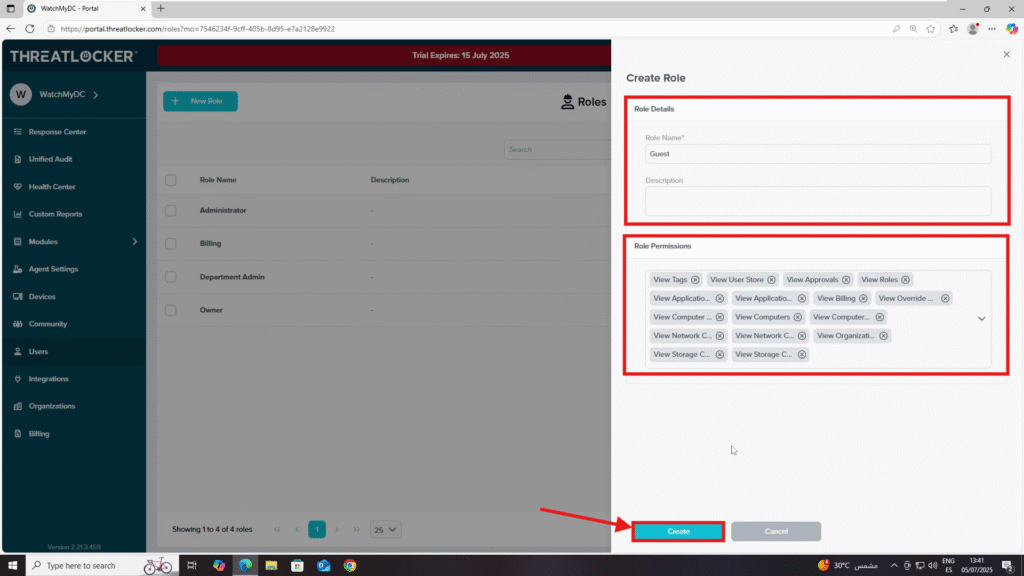 WatchMyDC - Portal
https://portal.threatlocker.com/roles?mo=7546234f-9cff-405b-8d95-e7a2128e9922
THREATLOCKER
Trial Expires: 15 July 2025
W WatchMyDC
Response Center
Unified Audit
Health Center
Custom Reports
Modules
Agent Settings
Devices
Community
Users
Integrations
Organizations
Billing
Version 2.21.3.459
+ New Role
Roles
Search
Role Name Description
Administrator -
Billing -
Department Admin -
Owner -
Showing 1 to 4 of 4 roles
1
25
Create Role
Role Details
Role Name*
Guest
Description
Role Permissions
View Tags View User Store View Approvals View Roles
View Applicatio... View Applicatio... View Billing View Override ...
View Computer ... View Computers View Computer...
View Network C... View Network C... View Organizati...
View Storage C... View Storage C...
Create Cancel
Type here to search
30°C مشمس
ENG
ES
13:41
05/07/2025